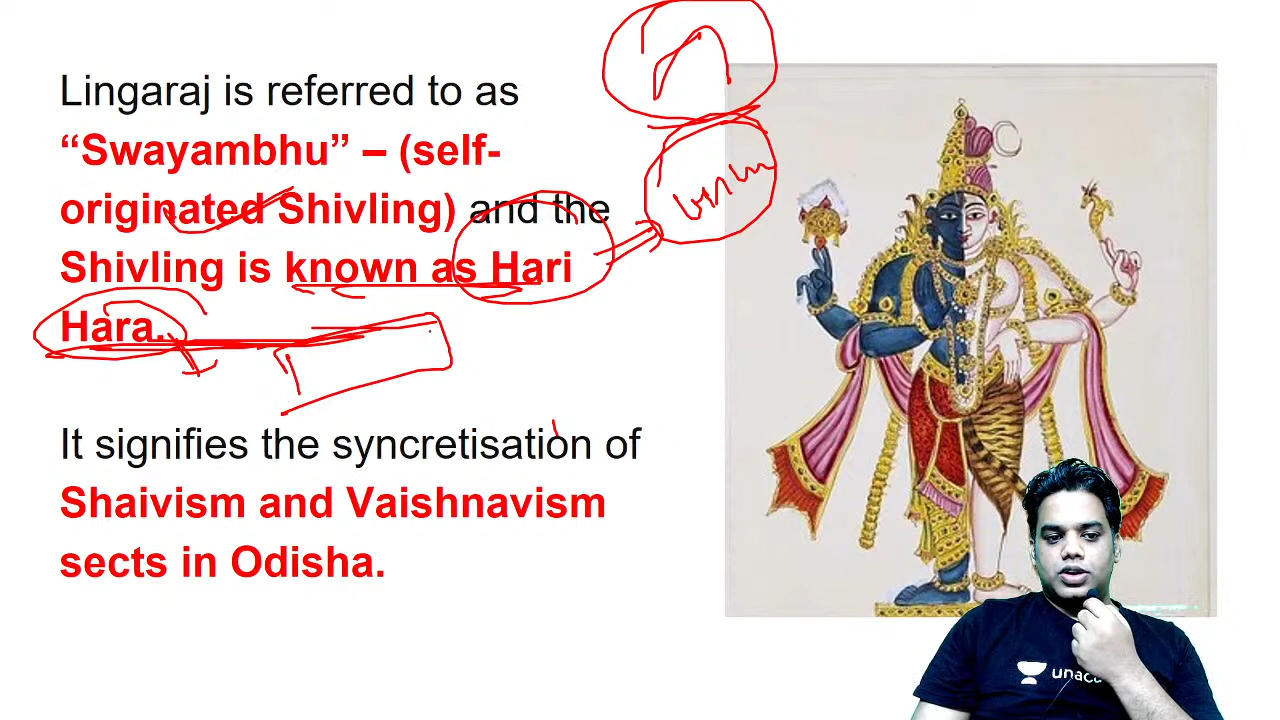 Lingaraj is referred to as
“Swayambhu” – (self-
originated Shivling) and the
Shivling is known as Hari
Hara.
It signifies the syncretisation of
Shaivism and Vaishnavism
sects in Odisha.